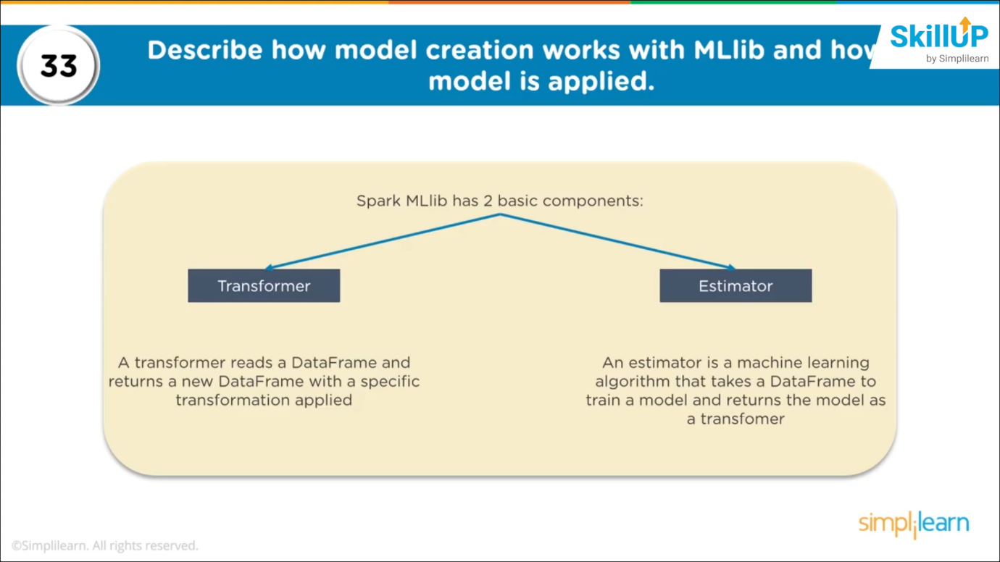 33
Describe how model creation works with MLlib and how
model is applied.
SkillUP
by Simplilearn
Spark MLlib has 2 basic components:
Transformer
Estimator
A transformer reads a DataFrame and
returns a new DataFrame with a specific
transformation applied
An estimator is a machine learning
algorithm that takes a DataFrame to
train a model and returns the model as
a transfomer
simplilearn
©Simplilearn. All rights reserved.